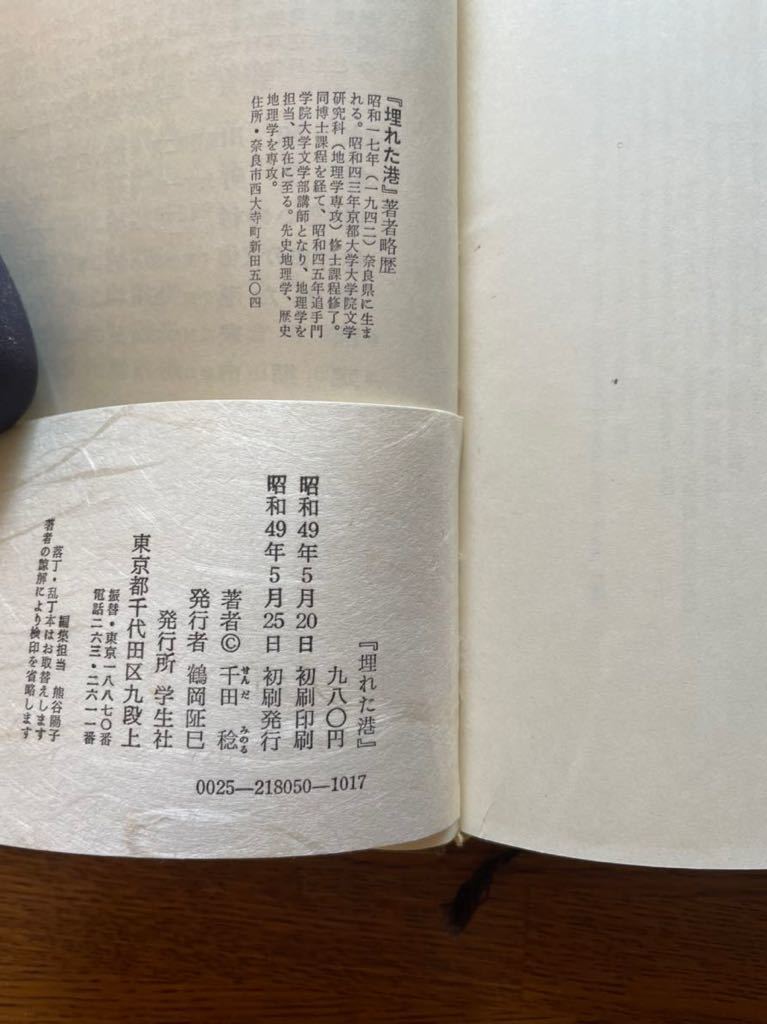 『埋れた港』著者略歴
昭和一七年(一九四二)奈良県に生ま
れる。昭和四三年京都大学大学院文学
研究科(地理学専攻)修士課程修了。
同博士課程を経て、昭和四五年追手門
学院大学文学部講師となり、地理学を
担当、現在に至る。先史地理学、歴史
地理学を専攻。
住所・奈良市西大寺町新田五〇四
『埋れた港』
九八〇円
昭和49年5月20日 初刷印刷
昭和49年5月25日 初刷発行
著者©千田 稔
せんだ みのる
発行者 鶴岡阷巳
発行所 学生社
東京都千代田区九段上
振替・東京一八八七〇番
電話二六三・二六一一番
編集担当 熊谷陽子
落丁・乱丁本はお取替えします
著者の諒解により検印を省略します
0025—218050—1017